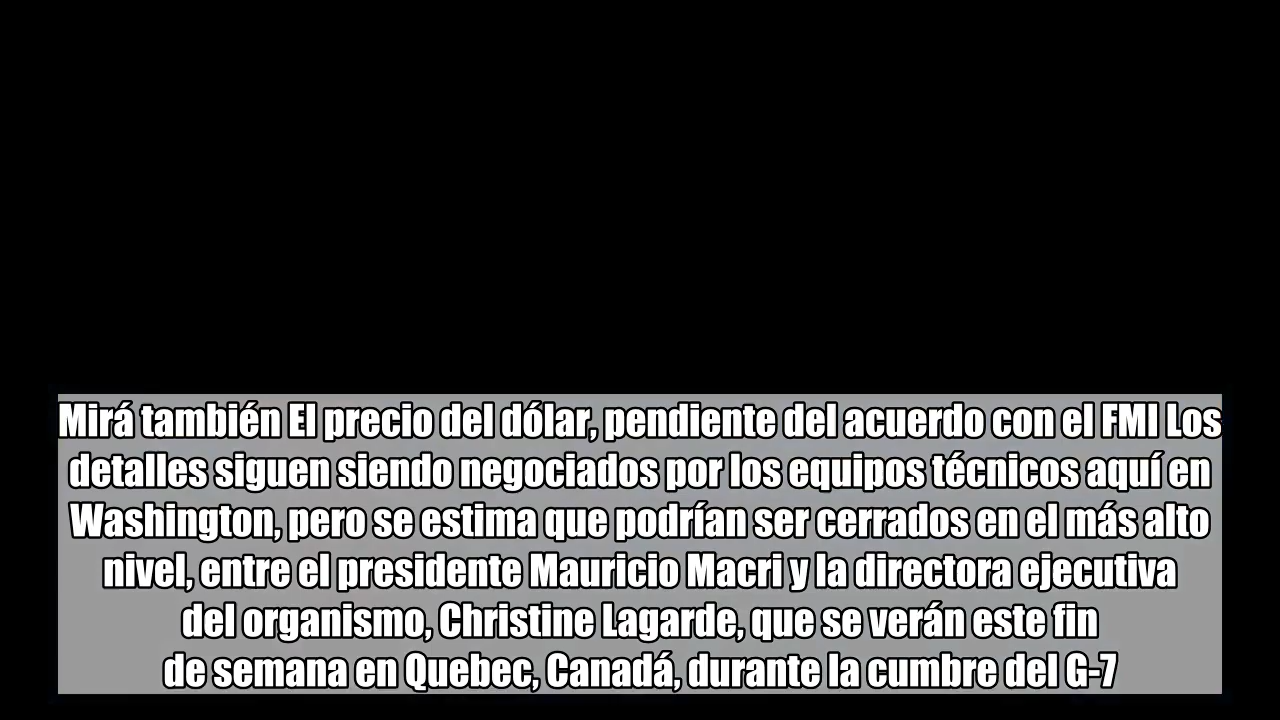 Mirá también El precio del dólar, pendiente del acuerdo con el FMI Los
detalles siguen siendo negociados por los equipos técnicos aquí en
Washington, pero se estima que podrían ser cerrados en el más alto
nivel, entre el presidente Mauricio Macri y la directora ejecutiva
del organismo, Christine Lagarde, que se verán este fin
de semana en Quebec, Canadá, durante la cumbre del G-7